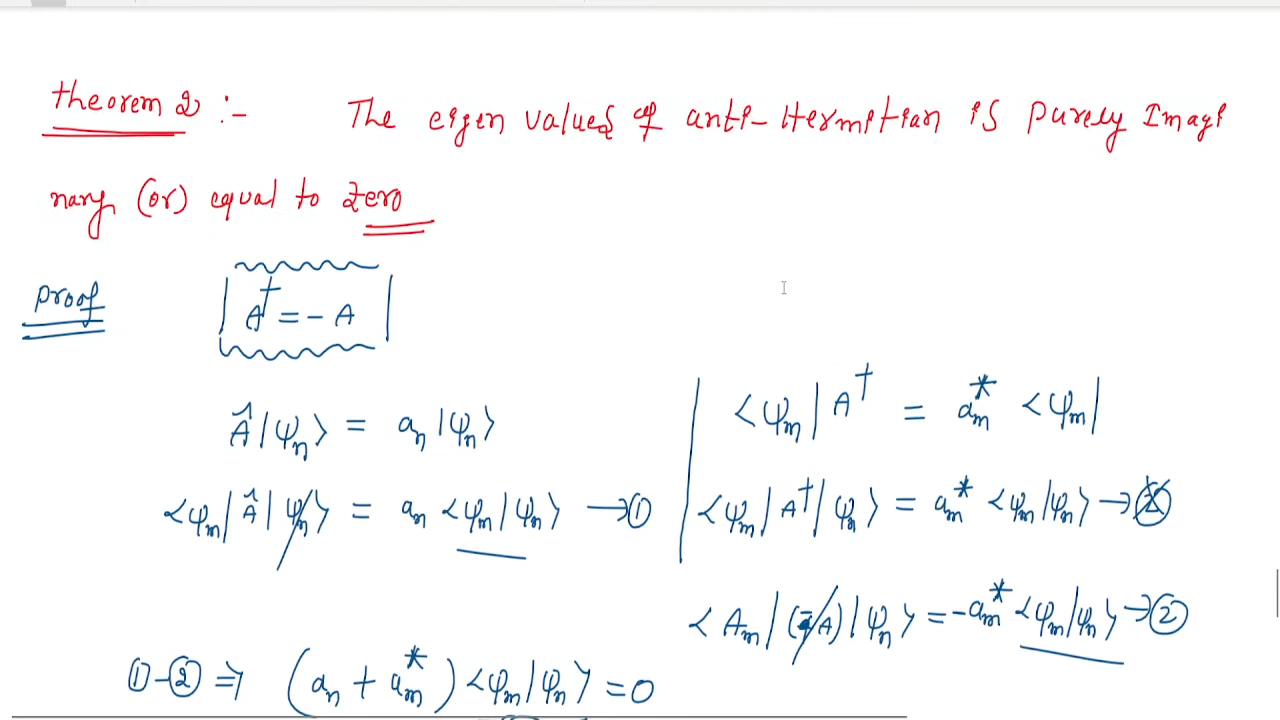 theorem 2 :- The eigen values of anti-Hermitian is purely Imagi
nary (or) equal to zero
proof
A† = - A
Â|ψn⟩ = an |ψn⟩
⟨ψm|Â|ψn⟩ = an ⟨ψm|ψn⟩ → ①
⟨ψm|A† = am* ⟨ψm|
⟨ψm|A†|ψn⟩ = am* ⟨ψm|ψn⟩ →
⟨Am|(-A)|ψn⟩ = -am* ⟨ψm|ψn⟩ → ②
① - ② ⇒ (an + am*) ⟨ψm|ψn⟩ = 0